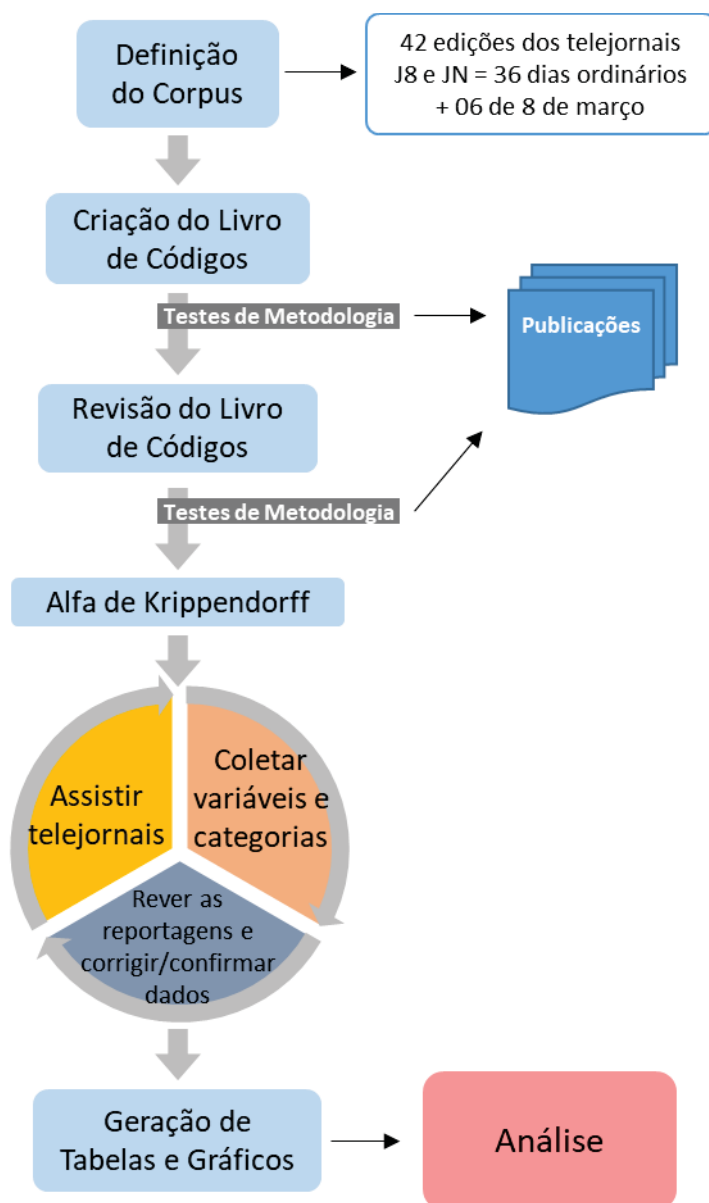 Definição
do Corpus
42 edições dos telejornais
J8 e JN = 36 dias ordinários
+ 06 de 8 de março
Criação do Livro
de Códigos
Testes de Metodologia
Publicações
Revisão do Livro
de Códigos
Testes de Metodologia
Alfa de Krippendorff
Assistir
telejornais
Coletar
variáveis e
categorias
Rever as
reportagens e
corrigir/confirmar
dados
Geração de
Tabelas e Gráficos
Análise